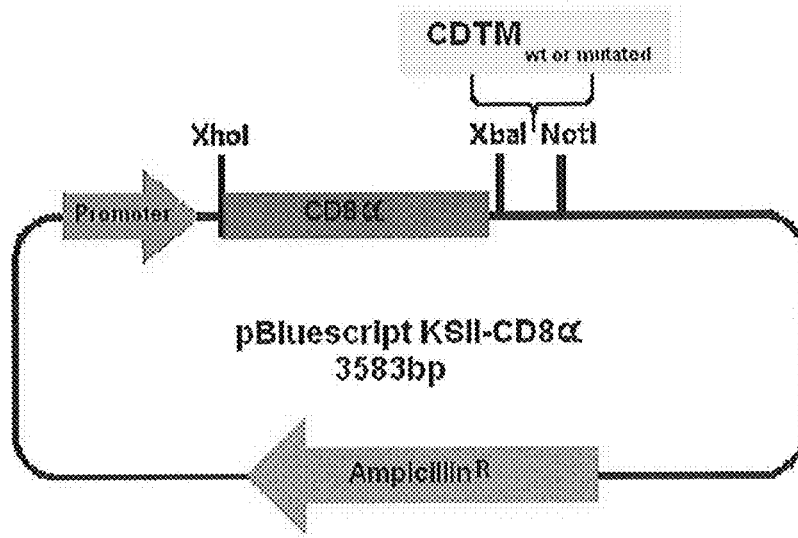 CDTM wt or mutated
XhoI
XbaI NotI
Promoter
CD8α
pBluescript KSII-CD8α
3583bp
Ampicillin R